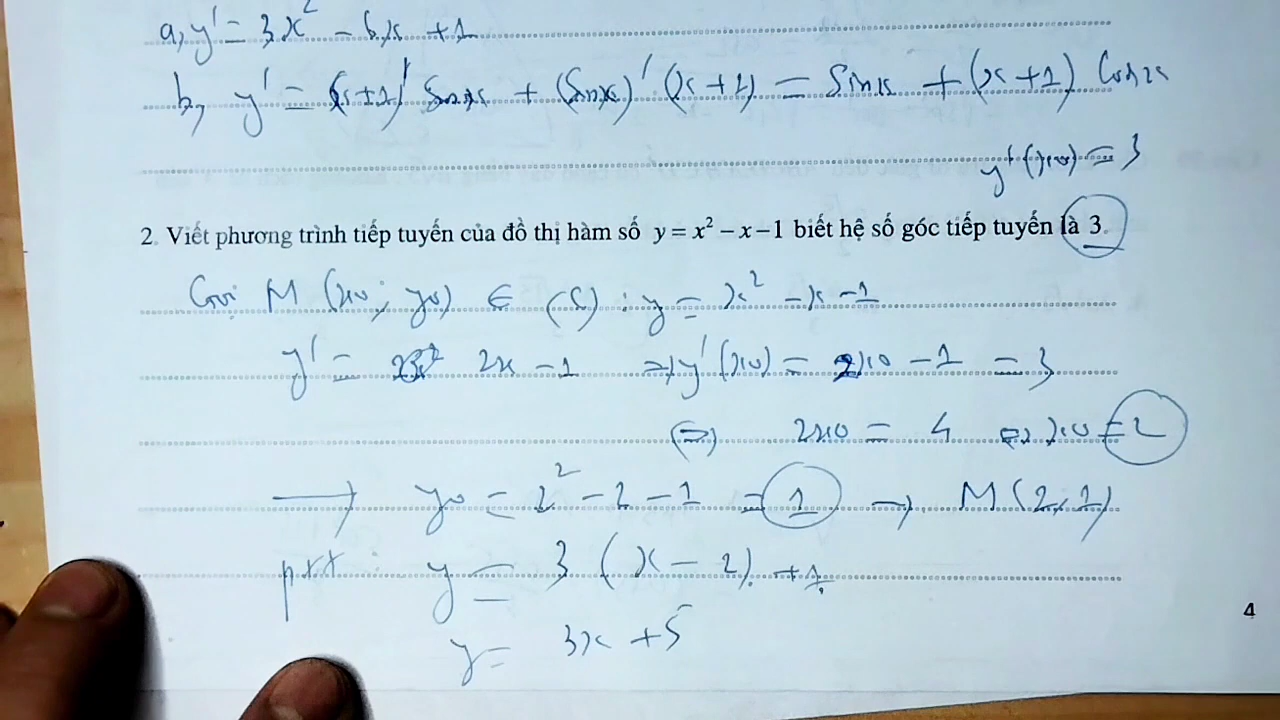 a, y' = 3x² - 6x + 1
b, y' = (x+1)' Sinx + (Sinx)' (x+1) = Sinx + (x+1) Cosx
y'(x0) = 3
2. Viết phương trình tiếp tuyến của đồ thị hàm số y = x² – x – 1 biết hệ số góc tiếp tuyến là 3.
Gọi M (x0; y0) ∈ (C) : y = x² - x - 1
y' = 2x - 1 ⇒ y'(x0) = 2x0 - 1 = 3
⇔ 2x0 = 4 ⇔ x0 = 2
→ y0 = 2² - 2 - 1 = 1 → M(2,1)
ptt : y = 3 (x - 2) + 1
y = 3x + 5
4